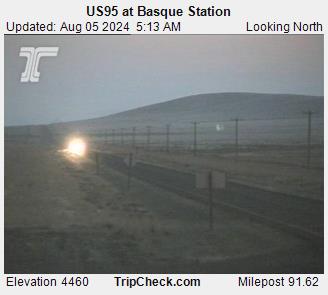 US95 at Basque Station
Updated: Aug 05 2024 5:13 AM Looking North
Elevation 4460 TripCheck.com Milepost 91.62